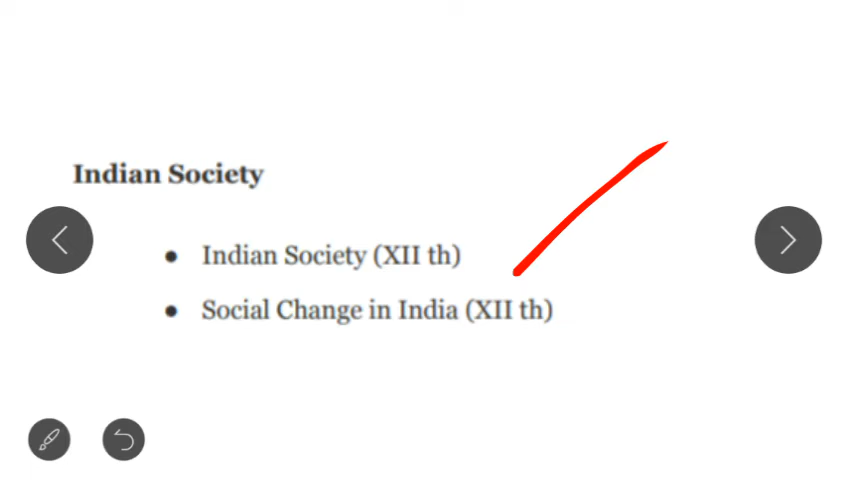 Indian Society
● Indian Society (XII th)
● Social Change in India (XII th)